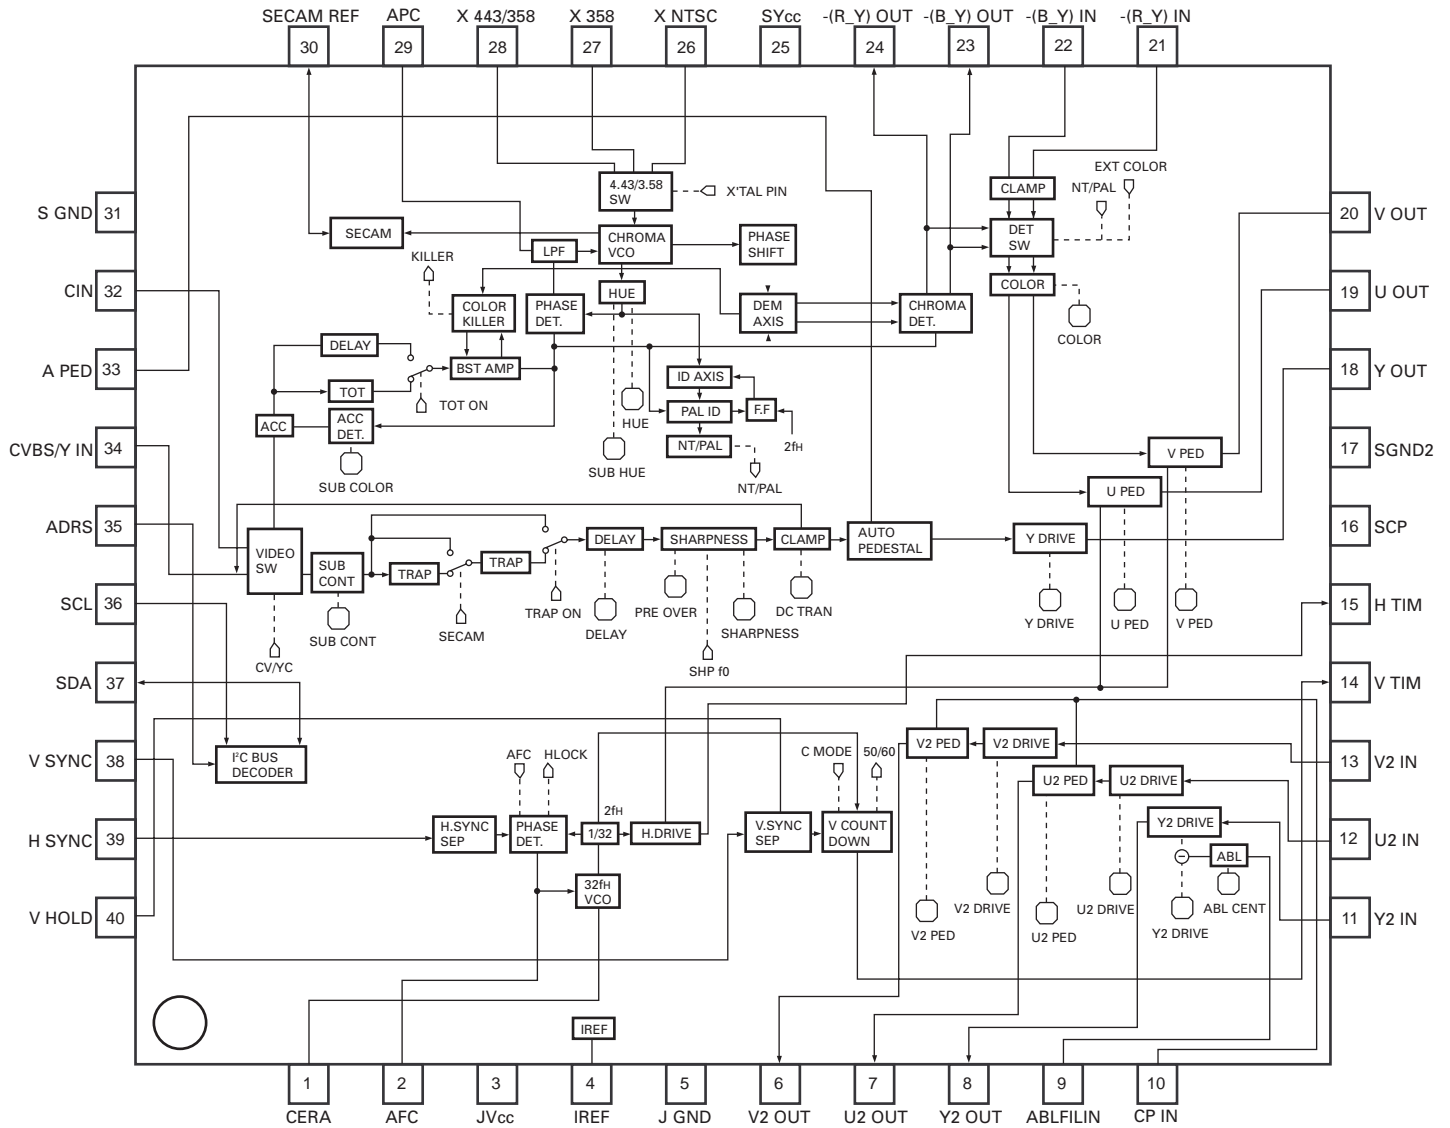 SECAM REF APC X 443/358 X 358 X NTSC SYcc -(R_Y) OUT -(B_Y) OUT -(B_Y) IN -(R_Y) IN
30 29 28 27 26 25 24 23 22 21
S GND 31
CIN 32
A PED 33
CVBS/Y IN 34
ADRS 35
SCL 36
SDA 37
V SYNC 38
H SYNC 39
V HOLD 40
20 V OUT
19 U OUT
18 Y OUT
17 SGND2
16 SCP
15 H TIM
14 V TIM
13 V2 IN
12 U2 IN
11 Y2 IN
4.43/3.58
SW
X'TAL PIN
EXT COLOR
NT/PAL
CLAMP
SECAM
CHROMA
VCO
PHASE
SHIFT
DET
SW
KILLER
LPF
HUE
COLOR
COLOR
KILLER
PHASE
DET.
DEM
AXIS
CHROMA
DET.
COLOR
DELAY
BST AMP
TOT
TOT ON
ID AXIS
ACC
ACC
DET.
HUE
PAL ID
F.F
2fH
NT/PAL
SUB COLOR
SUB HUE
NT/PAL
V PED
U PED
VIDEO
SW
SUB
CONT
TRAP
TRAP
DELAY
SHARPNESS
CLAMP
AUTO
PEDESTAL
Y DRIVE
CV/YC
SUB CONT
SECAM
TRAP ON
DELAY
PRE OVER
SHARPNESS
SHP f0
DC TRAN
Y DRIVE
U PED
V PED
I²C BUS
DECODER
AFC
HLOCK
C MODE
50/60
V2 PED
V2 DRIVE
U2 PED
U2 DRIVE
Y2 DRIVE
H.SYNC
SEP
PHASE
DET.
2fH
1/32
H.DRIVE
V.SYNC
SEP
V COUNT
DOWN
32fH
VCO
ABL
V2 PED
V2 DRIVE
U2 PED
U2 DRIVE
Y2 DRIVE
ABL CENT
IREF
1 2 3 4 5 6 7 8 9 10
CERA AFC JVcc IREF J GND V2 OUT U2 OUT Y2 OUT ABLFILIN CP IN